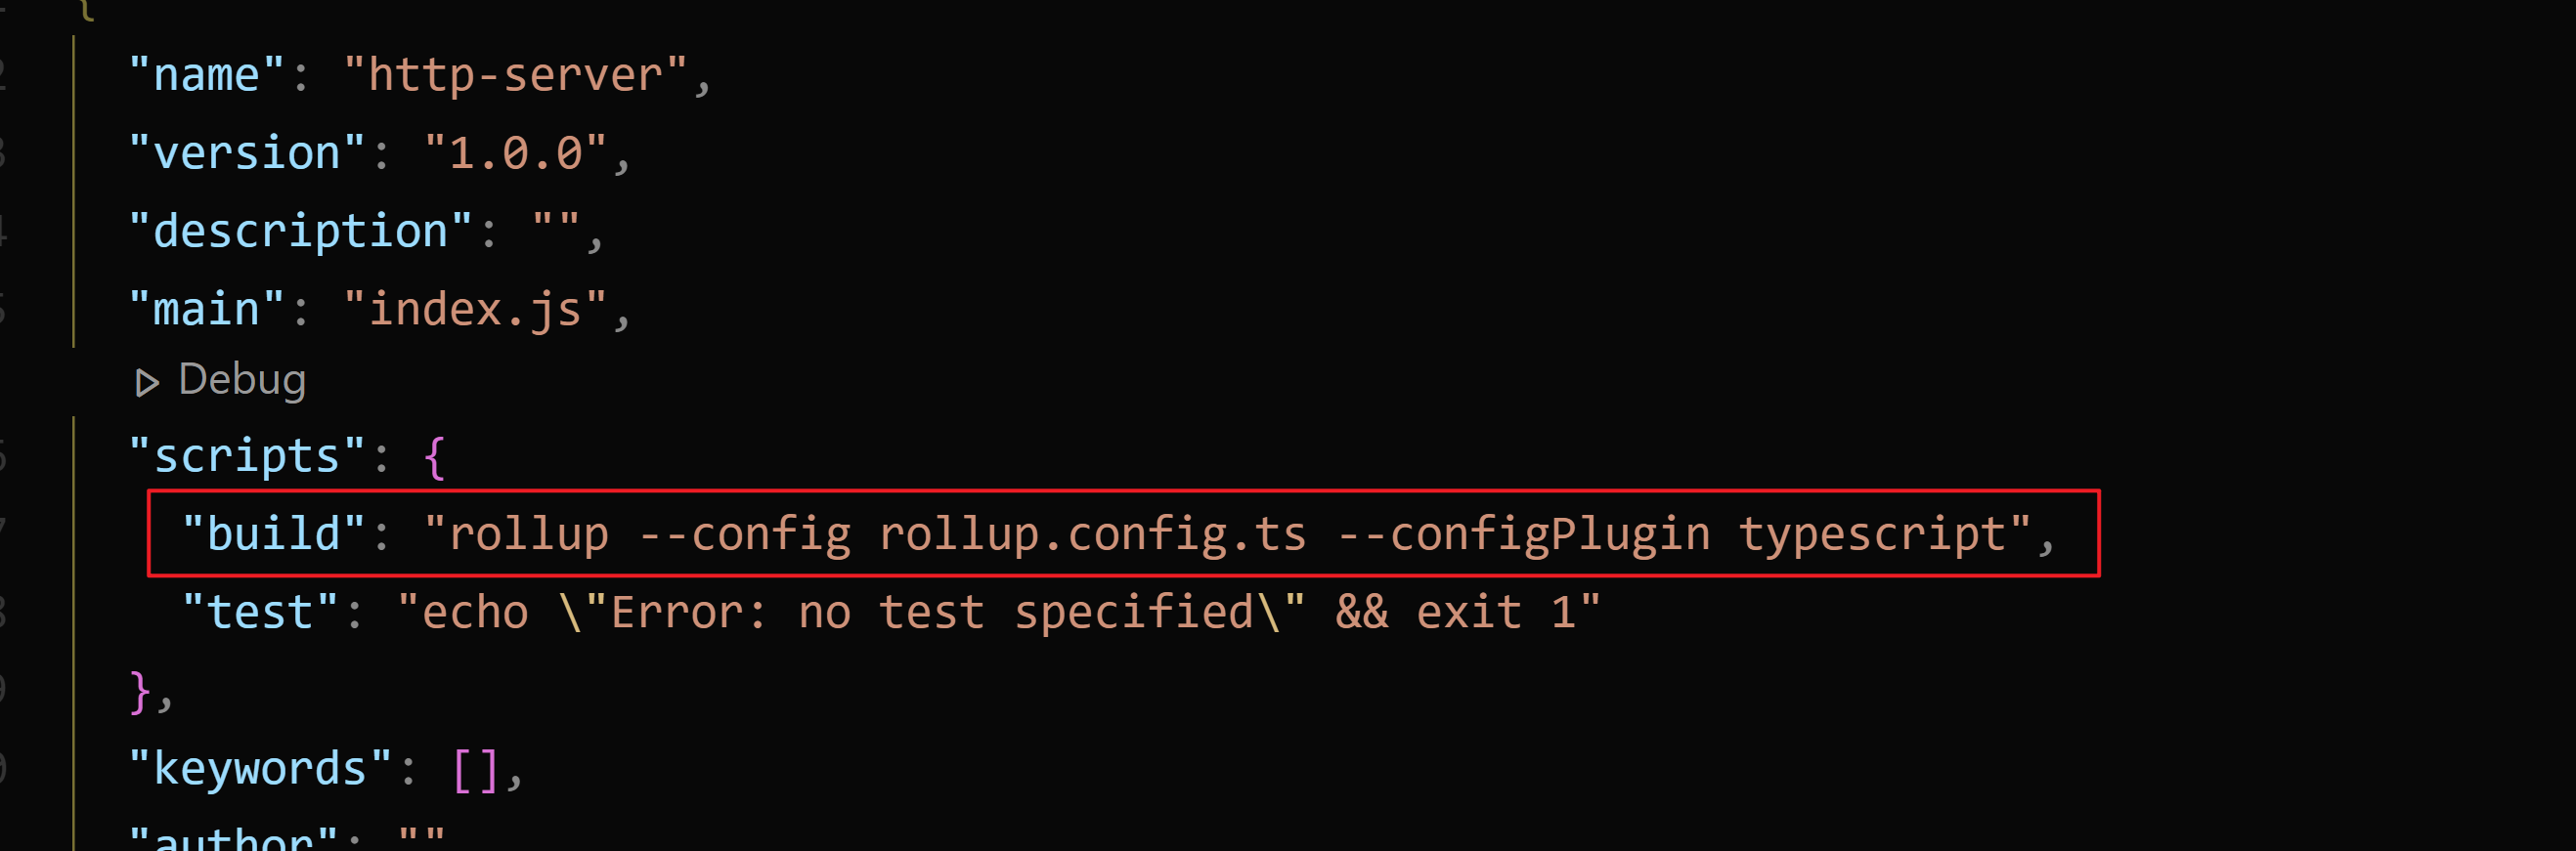 {
"name": "http-server",
"version": "1.0.0",
"description": "",
"main": "index.js",
Debug
"scripts": {
"build": "rollup --config rollup.config.ts --configPlugin typescript",
"test": "echo \"Error: no test specified\" && exit 1"
},
"keywords": [],
"author": ""